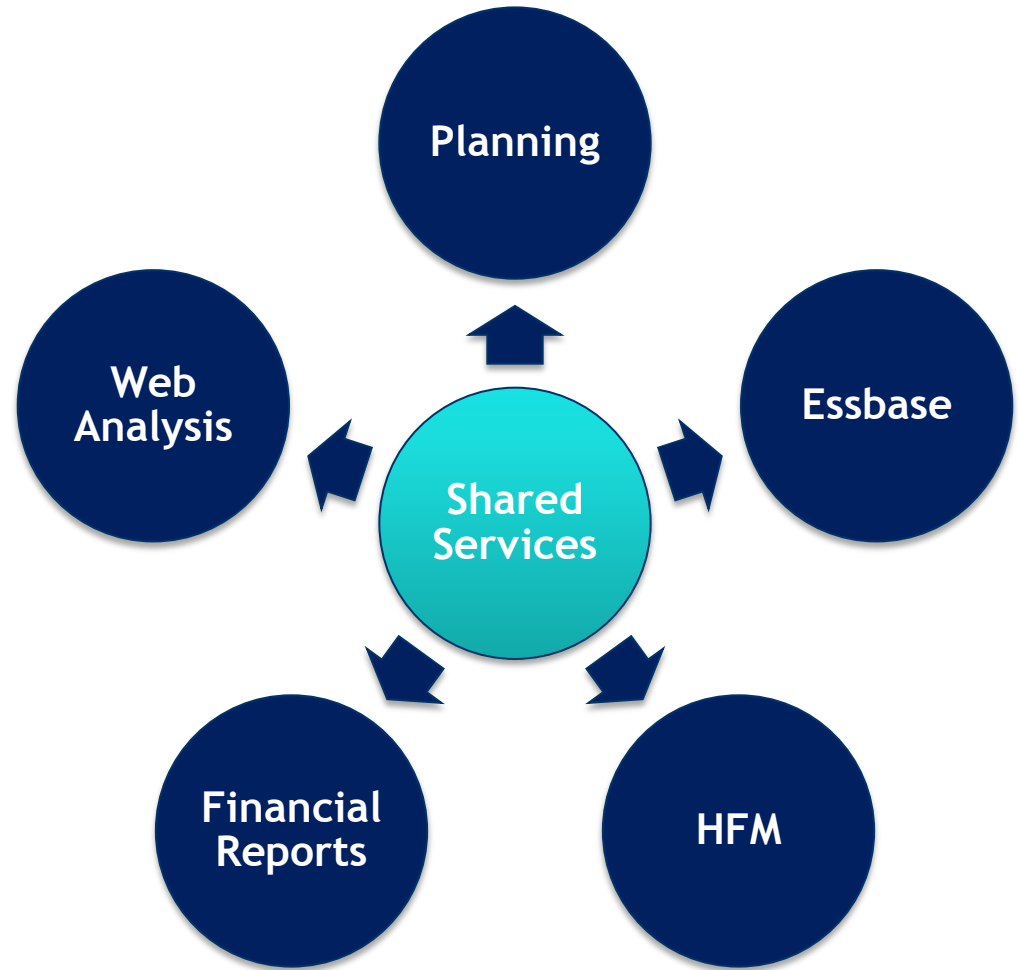 Planning
Web
Analysis
Essbase
Shared
Services
Financial
Reports
HFM